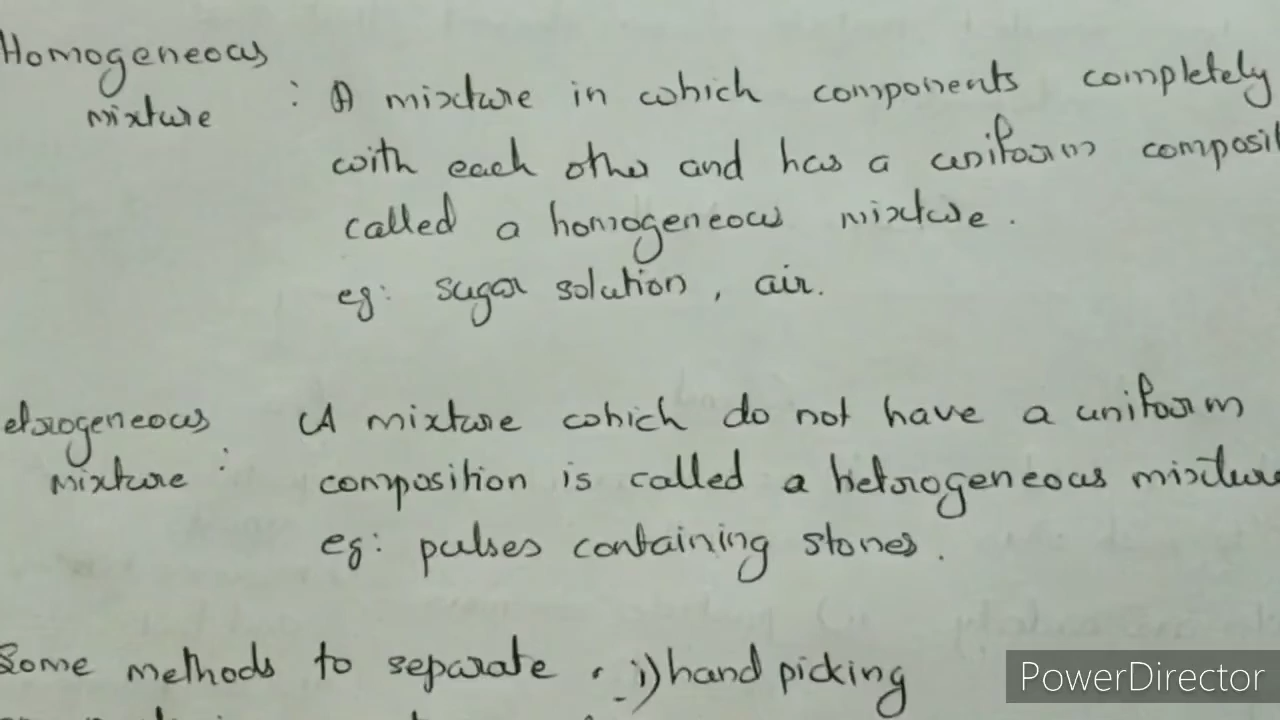 Homogeneous
mixture : A mixture in which components completely
with each other and has a uniform composi
called a homogeneous mixture.
eg: sugar solution, air.
etrogeneous : A mixture which do not have a uniform
mixture composition is called a hetrogeneous mixture
eg: pulses containing stones.
Some methods to separate : i) hand picking
PowerDirector